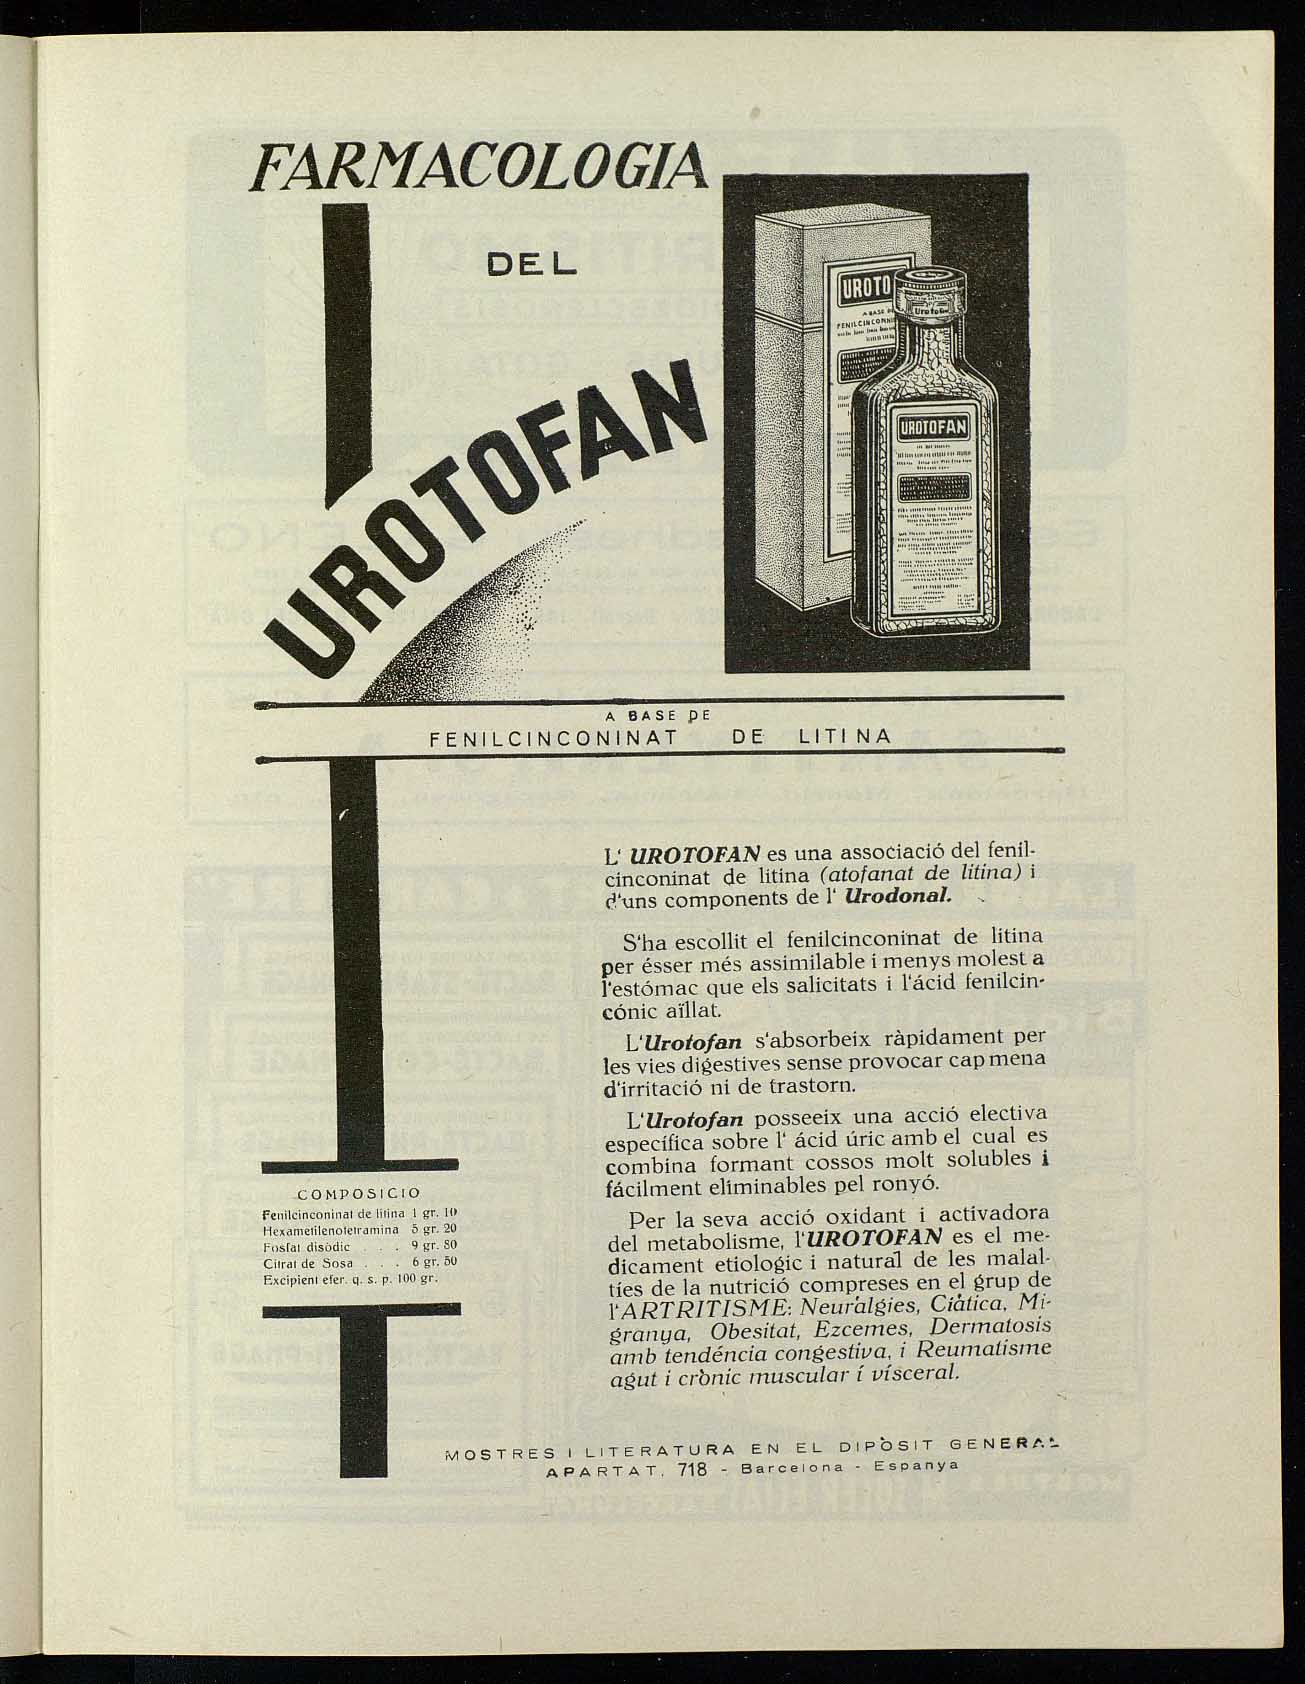 FARMACOLOGIA
DEL
UROTOFAN
UROTO
A BASE
FENILCINCONNI
Urotofan
UROTOFAN
A BASE DE
FENILCINCONINAT DE LITINA
L' UROTOFAN es una associació del fenil-
cinconinat de litina (atofanat de litina) i
d'uns components de l' Urodonal.
S'ha escollit el fenilcinconinat de litina
per ésser més assimilable i menys molest a
l'estómac que els salicitats i l'ácid fenilcin-
cónic aïllat.
L'Urotofan s'absorbeix ràpidament per
les vies digestives sense provocar cap mena
d'irritació ni de trastorn.
L'Urotofan posseeix una acció electiva
específica sobre l' ácid úric amb el cual es
combina formant cossos molt solubles i
fácilment eliminables pel ronyó.
Per la seva acció oxidant i activadora
del metabolisme, l'UROTOFAN es el me-
dicament etiologic i natural de les malal-
tíes de la nutrició compreses en el grup de
l'ARTRITISME: Neuràlgies, Ciàtica, Mi-
granya, Obesitat, Ezcemes, Dermatosis
amb tendéncia congestiva, i Reumatisme
agut i crònic muscular í vísceral.
COMPOSICIO
Fenilcinconinat de litina 1 gr. 10
Hexametilenotetramina 5 gr. 20
Fosfat disòdic . . . 9 gr. 80
Citrat de Sosa . . . 6 gr. 50
Excipient efer. q. s. p. 100 gr.
MOSTRES I LITERATURA EN EL DIPÒSIT GENERAL
APARTAT, 718 - Barcelona - Espanya